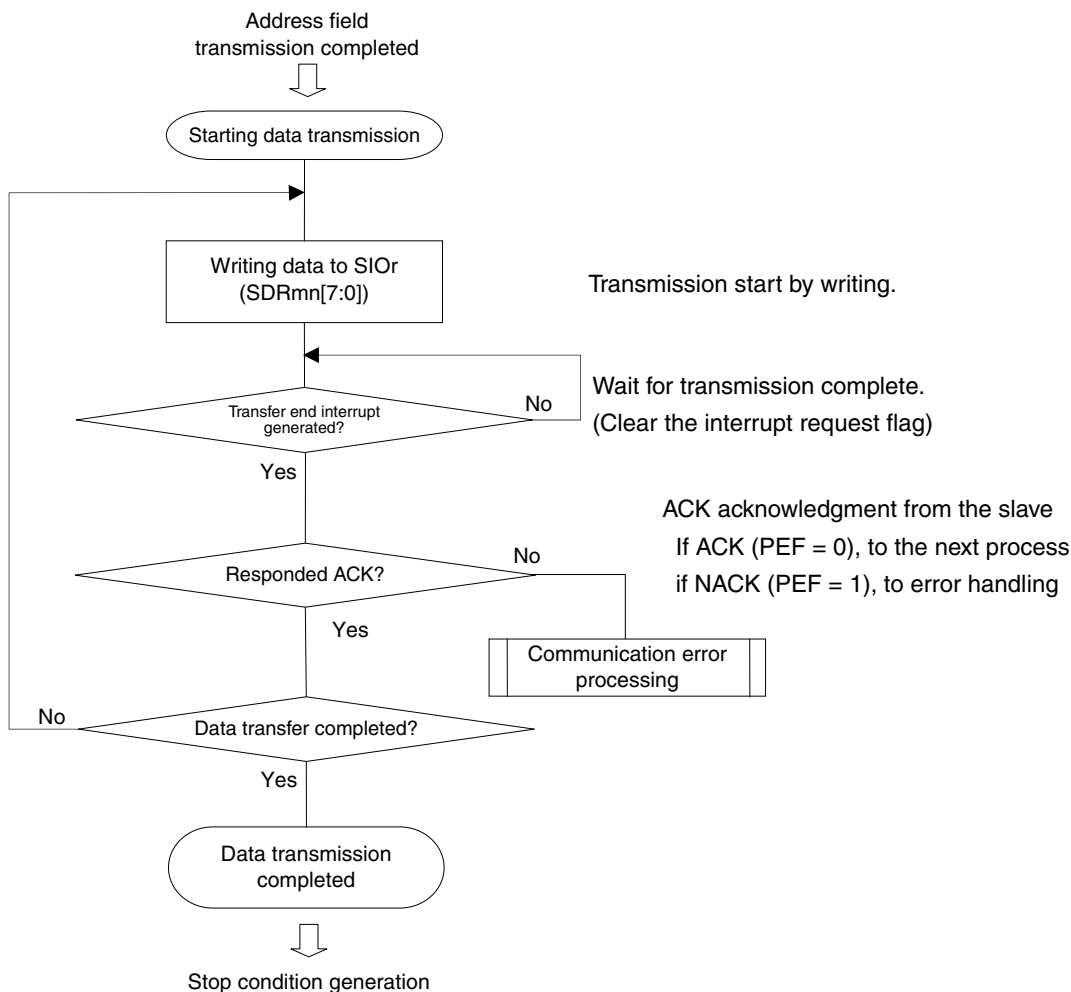 Address field
transmission completed
Starting data transmission
Writing data to SIOr
(SDRmn[7:0])
Transmission start by writing.
Wait for transmission complete.
(Clear the interrupt request flag)
Transfer end interrupt
generated?
No
Yes
ACK acknowledgment from the slave
If ACK (PEF = 0), to the next process
if NACK (PEF = 1), to error handling
Responded ACK?
No
Yes
Communication error
processing
Data transfer completed?
No
Yes
Data transmission
completed
Stop condition generation